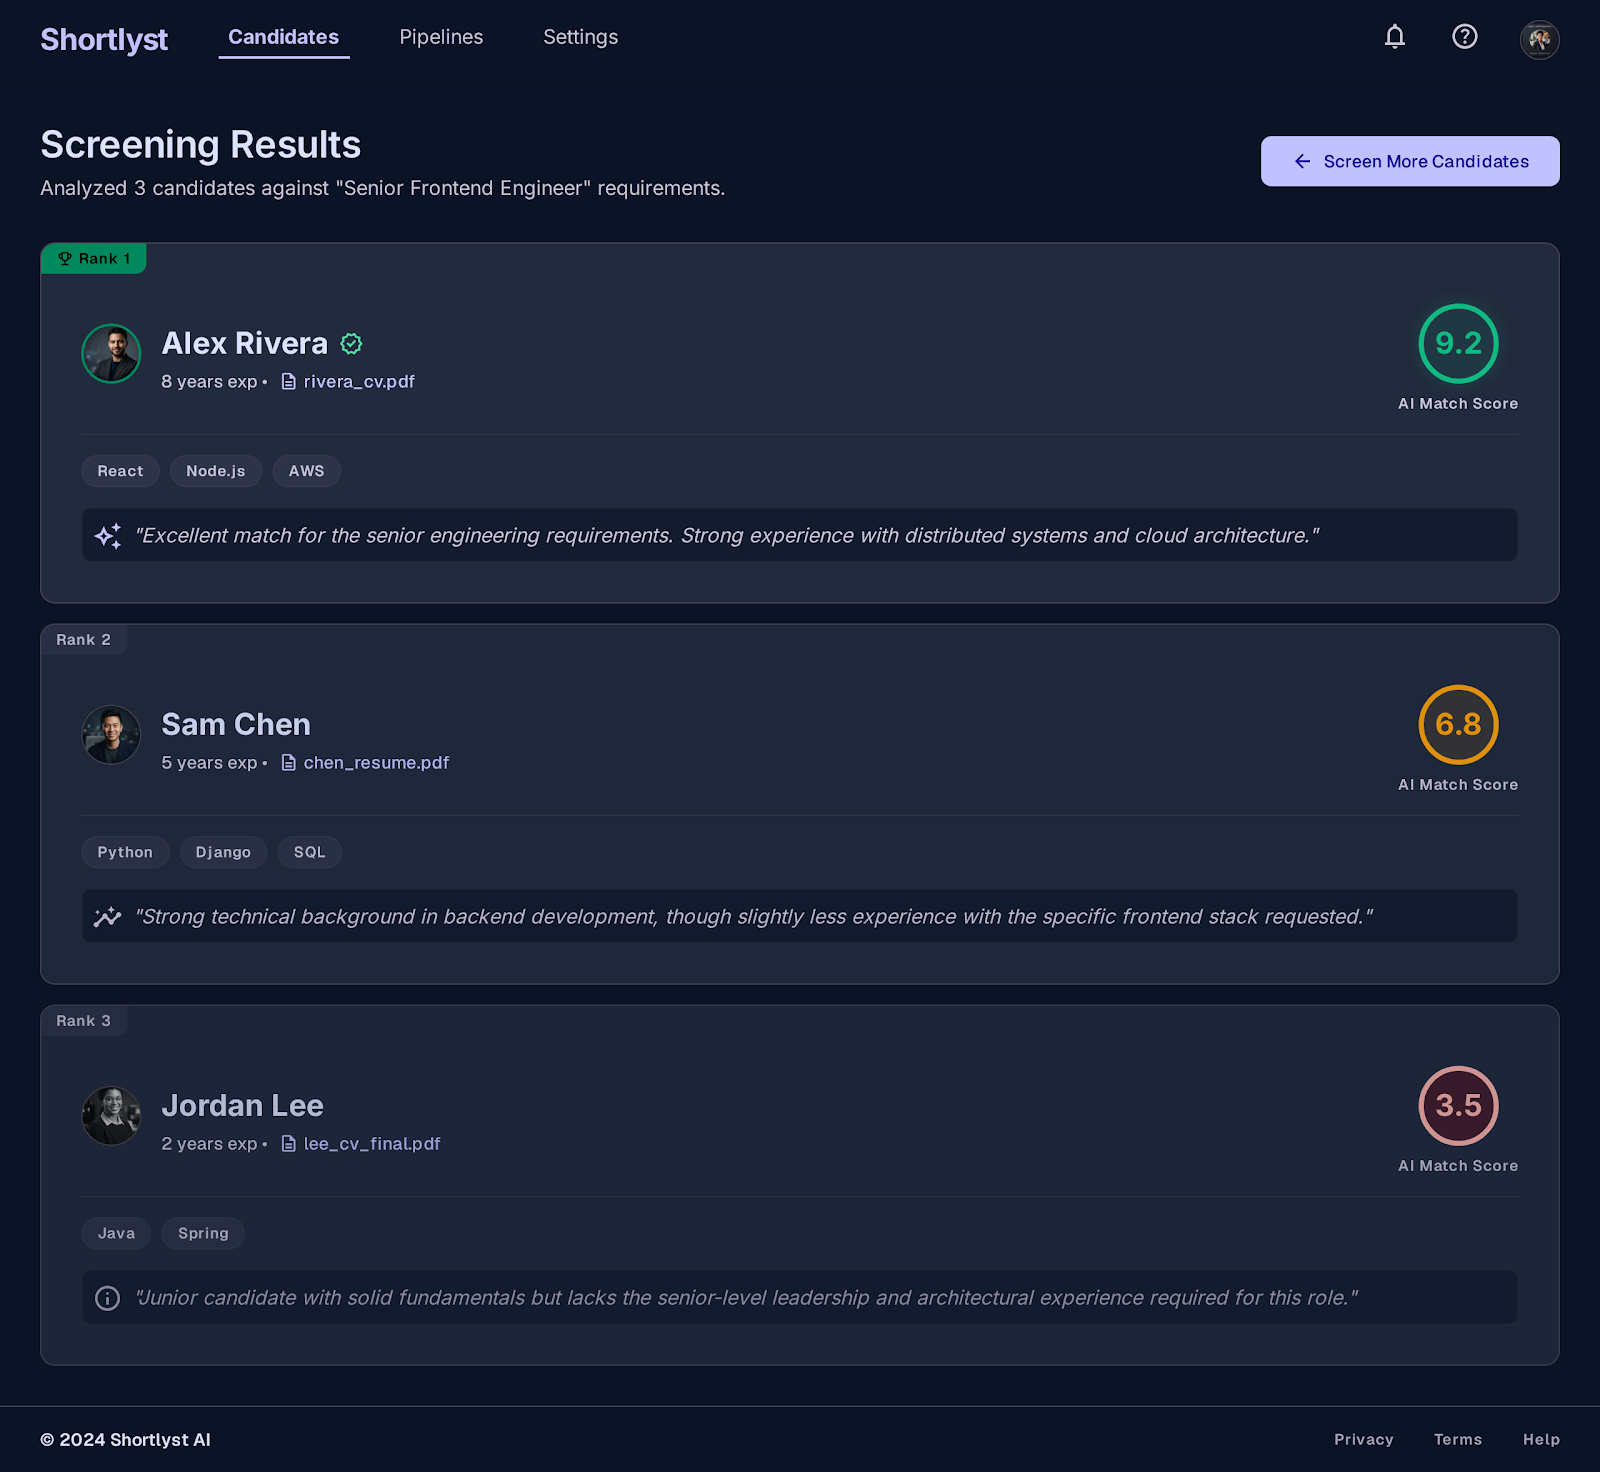 Shortlyst
Candidates
Pipelines
Settings
Screening Results
Analyzed 3 candidates against "Senior Frontend Engineer" requirements.
Screen More Candidates
Rank 1
Alex Rivera
8 years exp •
rivera_cv.pdf
9.2
AI Match Score
React
Node.js
AWS
"Excellent match for the senior engineering requirements. Strong experience with distributed systems and cloud architecture."
Rank 2
Sam Chen
5 years exp •
chen_resume.pdf
6.8
AI Match Score
Python
Django
SQL
"Strong technical background in backend development, though slightly less experience with the specific frontend stack requested."
Rank 3
Jordan Lee
2 years exp •
lee_cv_final.pdf
3.5
AI Match Score
Java
Spring
"Junior candidate with solid fundamentals but lacks the senior-level leadership and architectural experience required for this role."
© 2024 Shortlyst AI
Privacy
Terms
Help